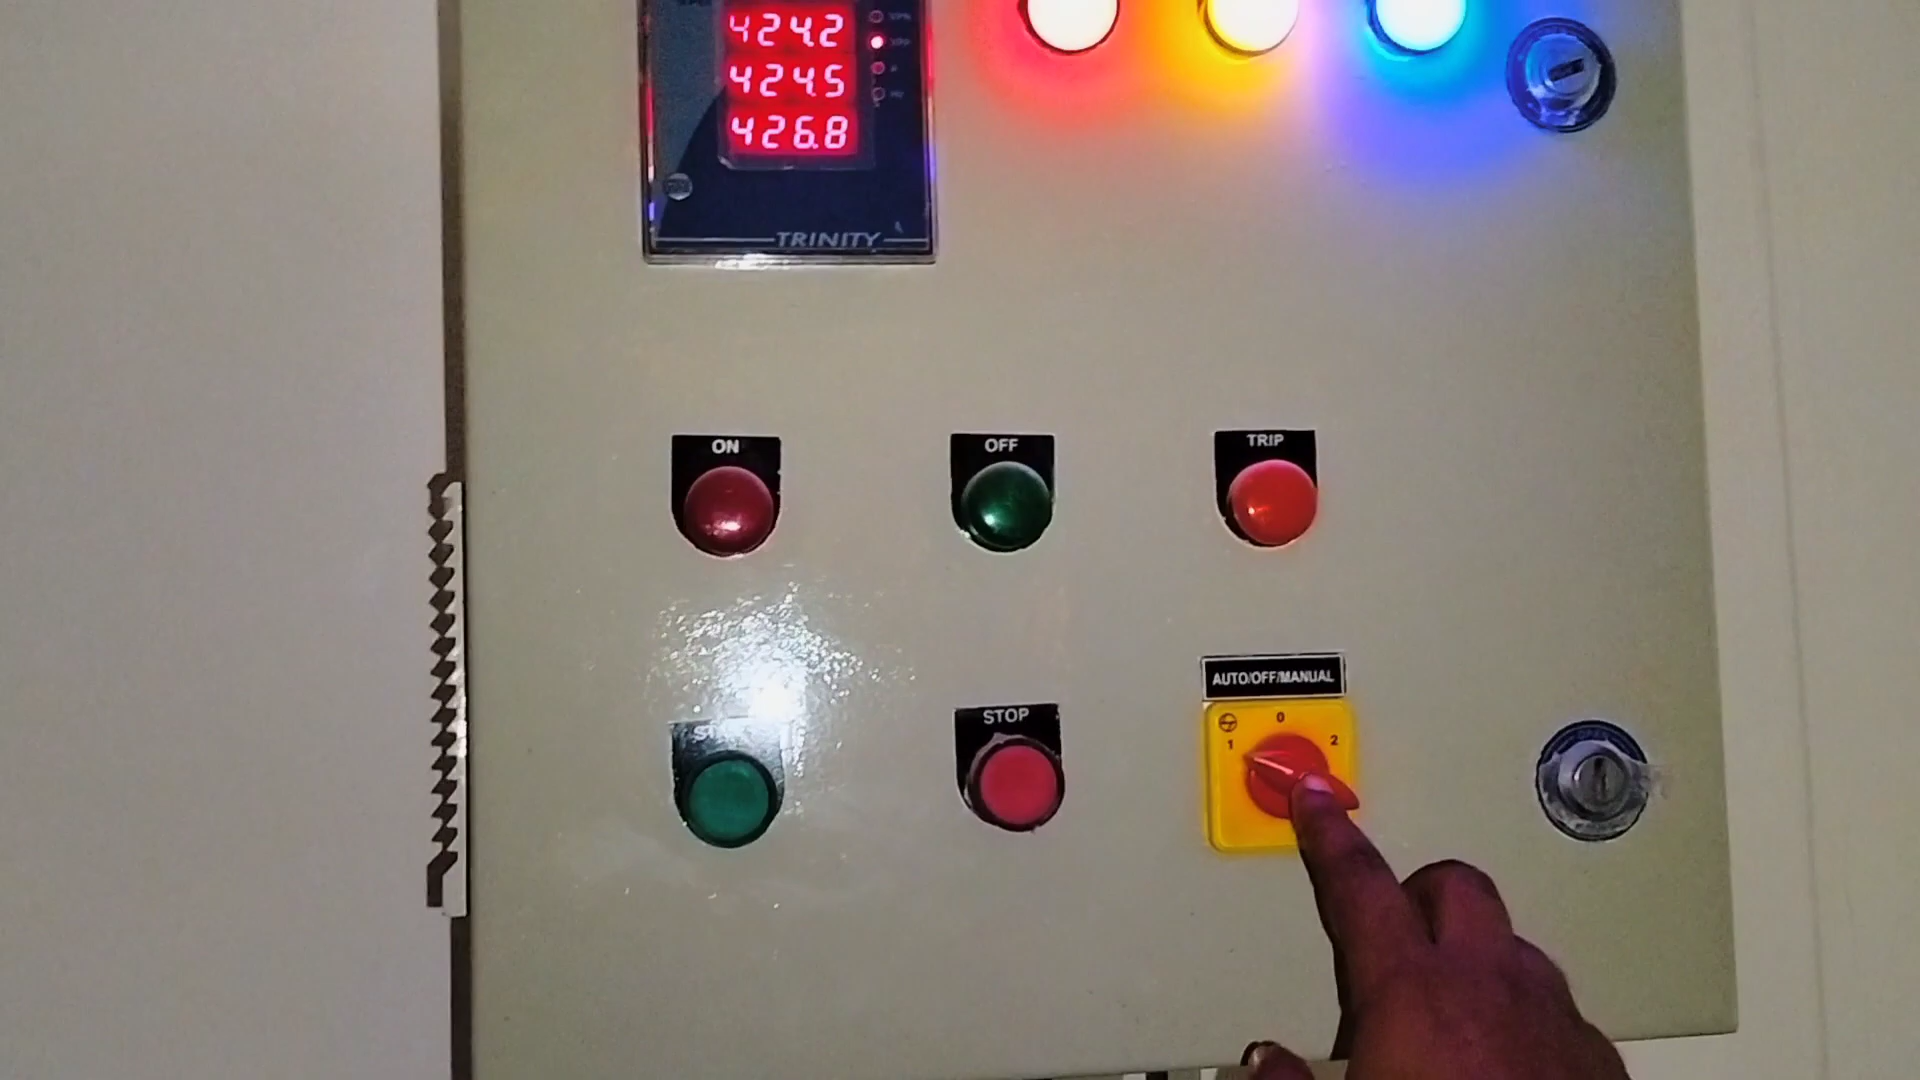 424.2
424.5
426.8
TRINITY
ON
OFF
TRIP
STOP
AUTO/OFF/MANUAL
0
1
2